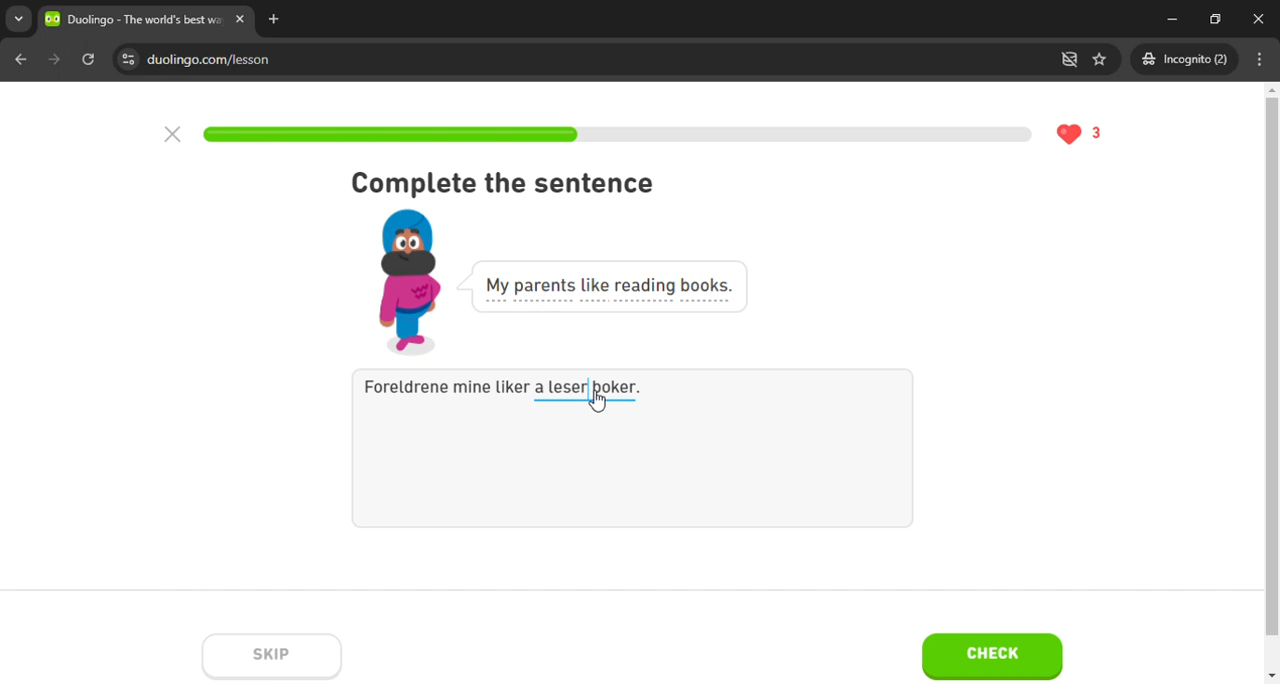 Duolingo - The world's best wa
duolingo.com/lesson
Incognito (2)
3
Complete the sentence
My parents like reading books.
Foreldrene mine liker a leser boker.
SKIP
CHECK